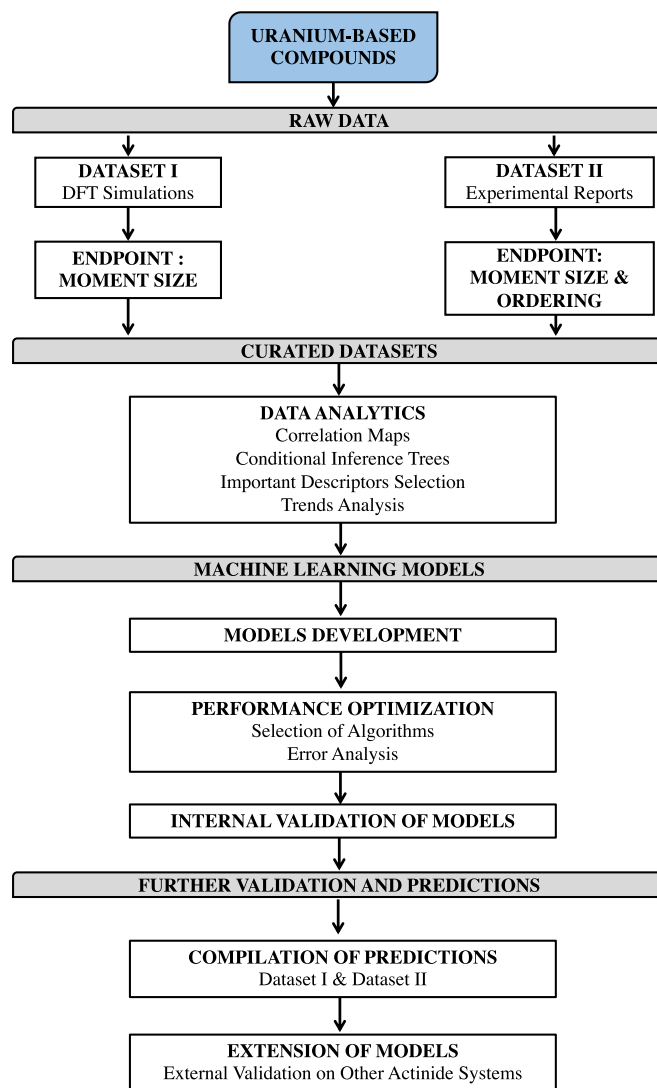 URANIUM-BASED
COMPOUNDS
RAW DATA
DATASET I
DFT Simulations
DATASET II
Experimental Reports
ENDPOINT :
MOMENT SIZE
ENDPOINT:
MOMENT SIZE &
ORDERING
CURATED DATASETS
DATA ANALYTICS
Correlation Maps
Conditional Inference Trees
Important Descriptors Selection
Trends Analysis
MACHINE LEARNING MODELS
MODELS DEVELOPMENT
PERFORMANCE OPTIMIZATION
Selection of Algorithms
Error Analysis
INTERNAL VALIDATION OF MODELS
FURTHER VALIDATION AND PREDICTIONS
COMPILATION OF PREDICTIONS
Dataset I & Dataset II
EXTENSION OF MODELS
External Validation on Other Actinide Systems